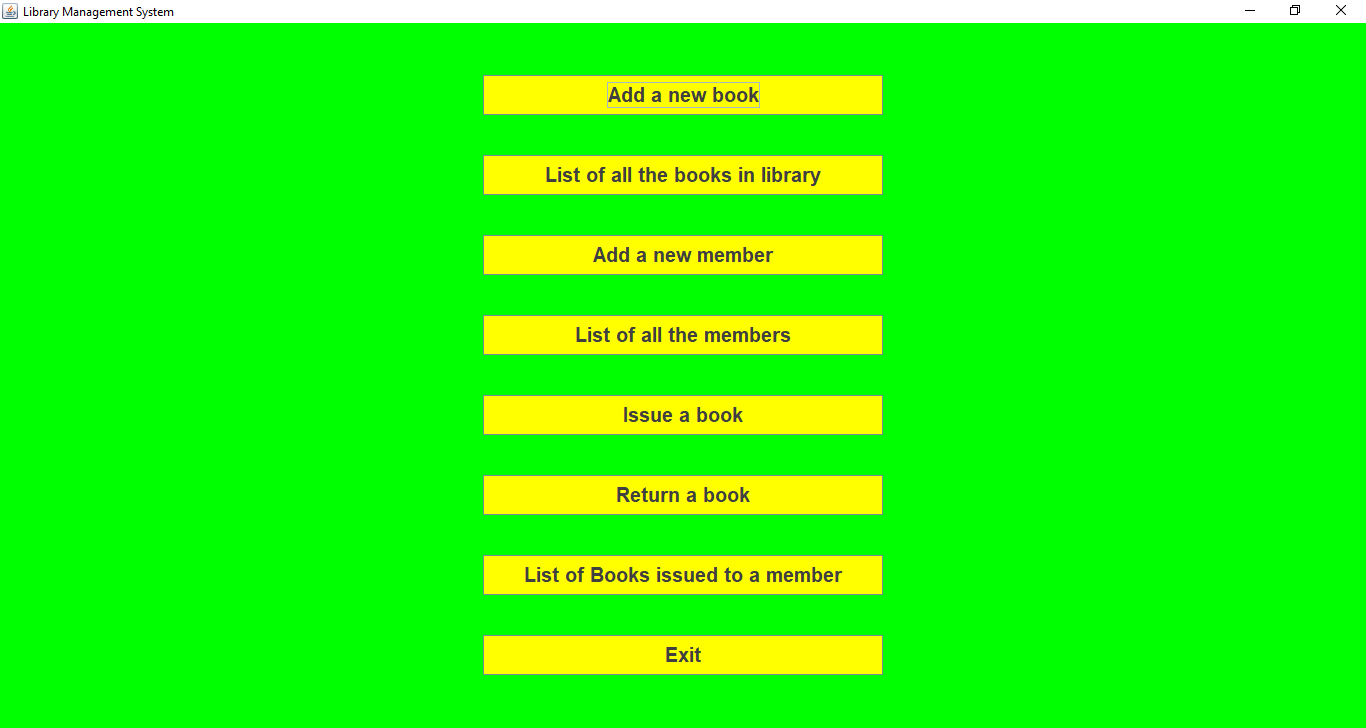 Library Management System
Add a new book
List of all the books in library
Add a new member
List of all the members
Issue a book
Return a book
List of Books issued to a member
Exit